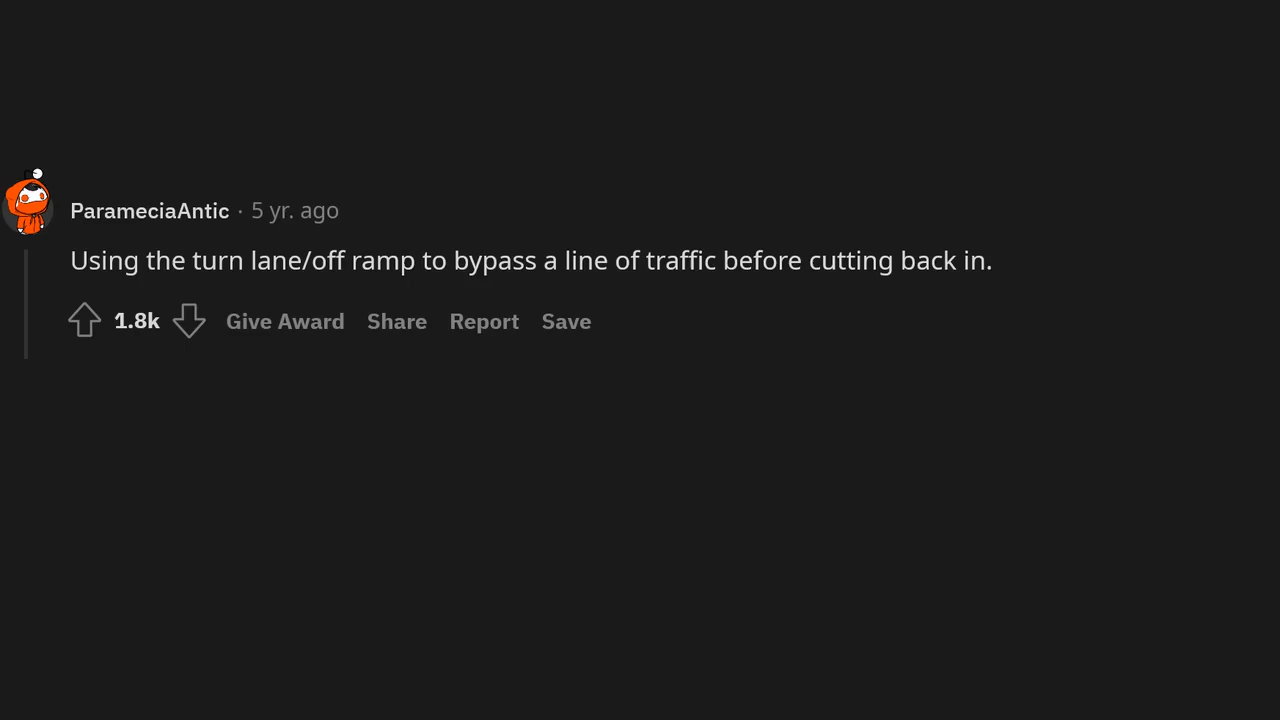 ParameciaAntic · 5 yr. ago
Using the turn lane/off ramp to bypass a line of traffic before cutting back in.
1.8k Give Award Share Report Save